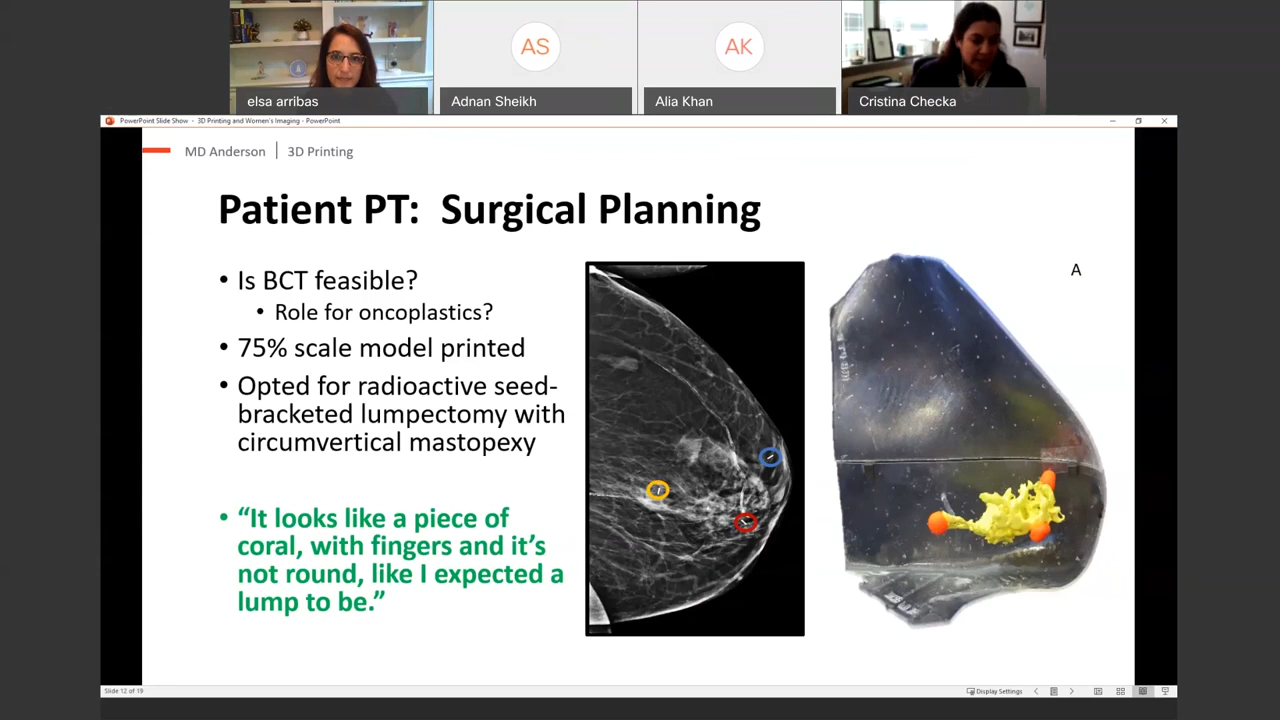 AS
AK
elsa arribas
Adnan Sheikh
Alia Khan
Cristina Checka
PowerPoint Slide Show - 3D Printing and Women's Imaging - PowerPoint
MD Anderson | 3D Printing
Patient PT: Surgical Planning
• Is BCT feasible?
• Role for oncoplastics?
• 75% scale model printed
• Opted for radioactive seed-
bracketed lumpectomy with
circumvertical mastopexy
• “It looks like a piece of
coral, with fingers and it’s
not round, like I expected a
lump to be.”
A
Slide 12 of 19
Display Settings